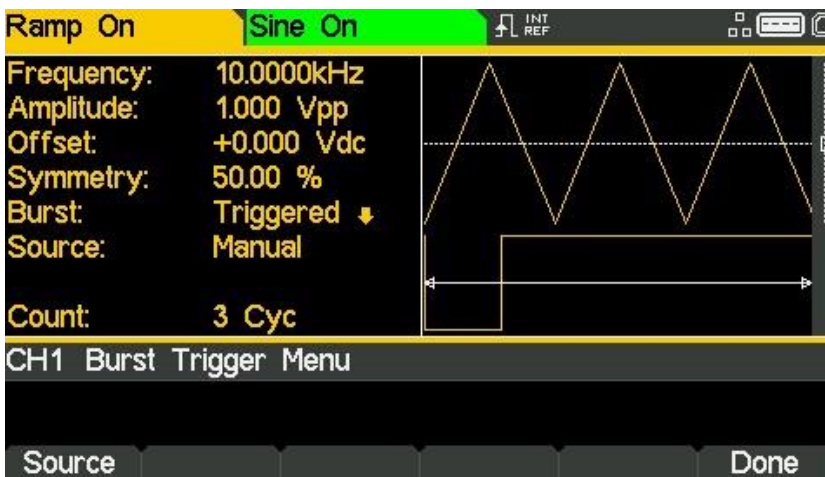 Ramp On
Sine On
INT
REF
Frequency: 10.0000kHz
Amplitude: 1.000 Vpp
Offset: +0.000 Vdc
Symmetry: 50.00 %
Burst: Triggered
Source: Manual
Count: 3 Cyc
CH1 Burst Trigger Menu
Source
Done